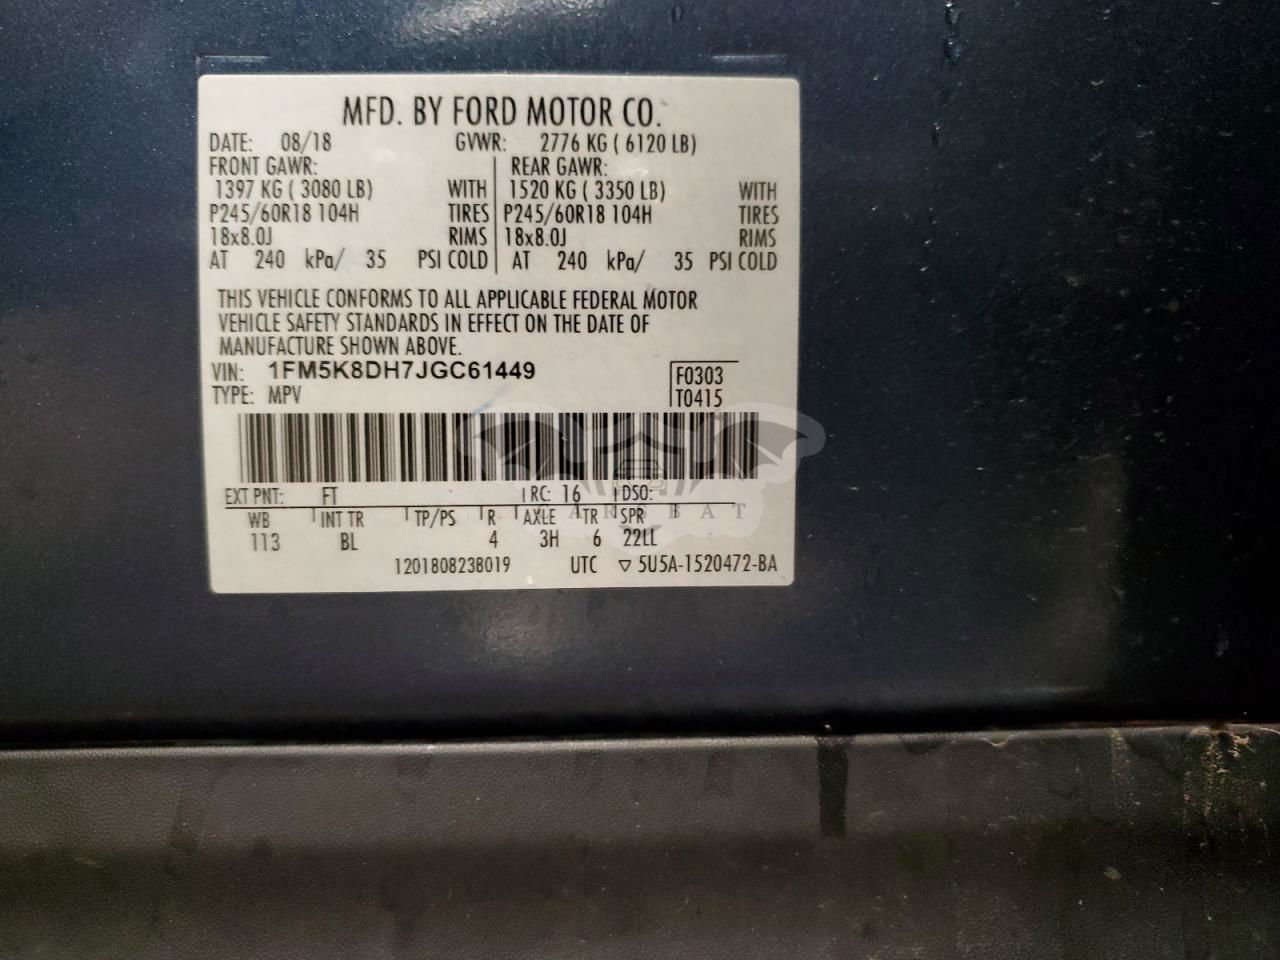 MFD. BY FORD MOTOR CO.
DATE: 08/18 GVWR: 2776 KG ( 6120 LB)
FRONT GAWR: REAR GAWR:
1397 KG ( 3080 LB) WITH 1520 KG ( 3350 LB) WITH
P245/60R18 104H TIRES P245/60R18 104H TIRES
18x8.0J RIMS 18x8.0J RIMS
AT 240 kPa/ 35 PSI COLD AT 240 kPa/ 35 PSI COLD
THIS VEHICLE CONFORMS TO ALL APPLICABLE FEDERAL MOTOR
VEHICLE SAFETY STANDARDS IN EFFECT ON THE DATE OF
MANUFACTURE SHOWN ABOVE.
VIN: 1FM5K8DH7JGC61449 F0303
TYPE: MPV T0415
EXT PNT: FT RC: 16 DSO:
WB INT TR TP/PS R AXLE TR SPR
113 BL 4 3H 6 22LL
1201808238019 UTC ▽ 5U5A-1520472-BA